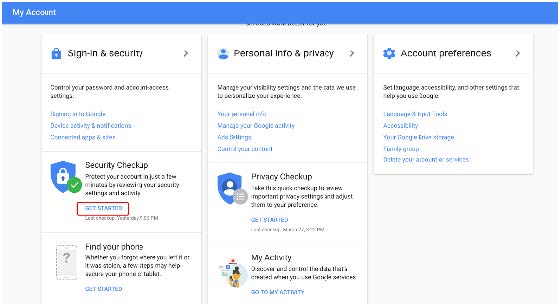 My Account
Sign-in & security
Control your password and account-access
settings.
Signing in to Google
Device activity & notifications
Connected apps & sites
Security Checkup
Protect your account in just a few
minutes by reviewing your security
settings and activity.
GET STARTED
Last checkup: Yesterday 9:06 PM
Find your phone
Whether you forgot where you left it or
it was stolen, a few steps may help
secure your phone or tablet.
GET STARTED
Personal info & privacy
Manage your visibility settings and the data we use
to personalize your experience.
Your personal info
Manage your Google activity
Ads Settings
Control your content
Privacy Checkup
Take this quick checkup to review
important privacy settings and adjust
them to your preference.
GET STARTED
Last checkup: March 27,
My Activity
Discover and control the data that's
created when you use Google services
GO TO MY ACTIVITY
Account preferences
Set language, accessibility, and other settings that
help you use Google.
Language & Input Tools
Accessibility
Your Google Drive storage
Family group
Delete your account or services